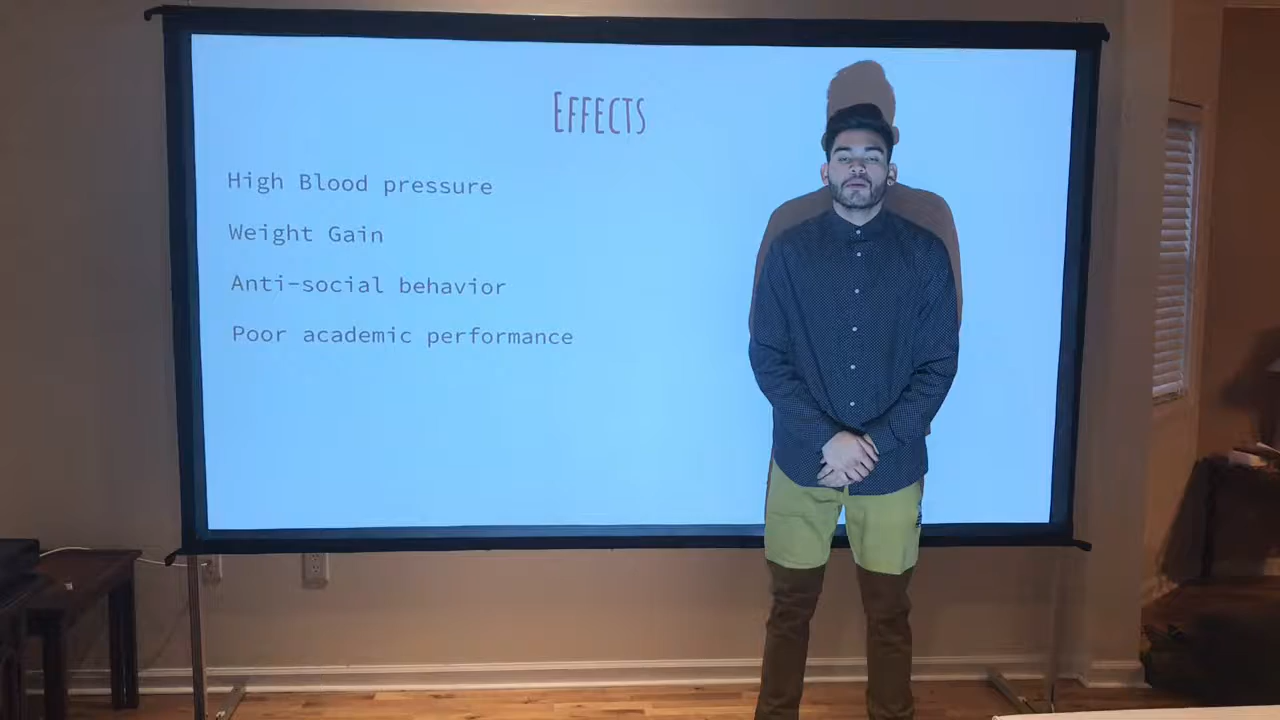 Effects
High Blood pressure
Weight Gain
Anti-social behavior
Poor academic performance